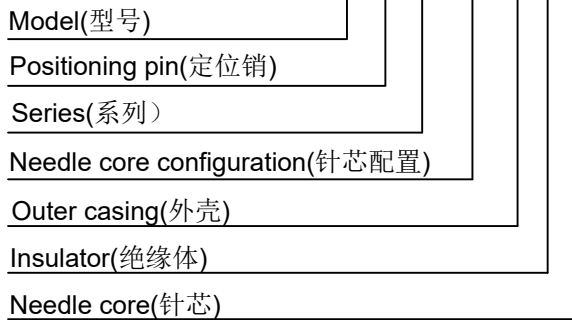 Model(型号)
Positioning pin(定位销)
Series(系列）
Needle core configuration(针芯配置)
Outer casing(外壳)
Insulator(绝缘体)
Needle core(针芯)